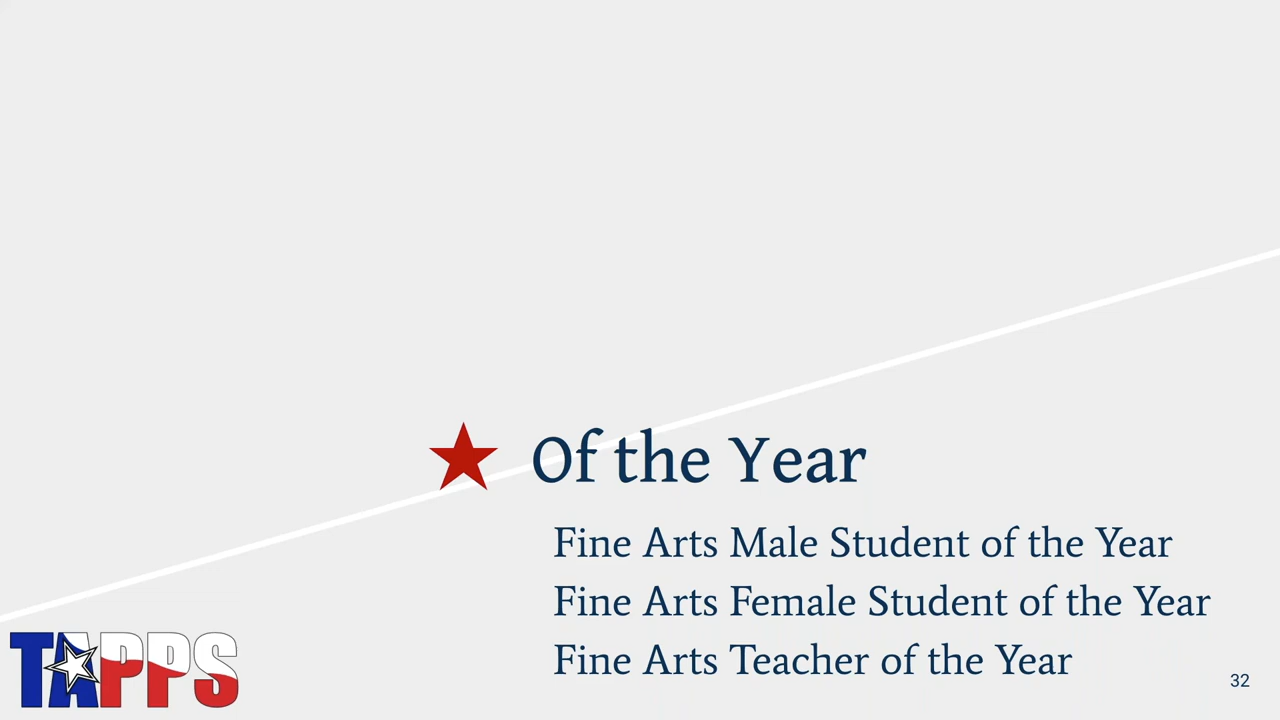 Of the Year
Fine Arts Male Student of the Year
Fine Arts Female Student of the Year
Fine Arts Teacher of the Year
TAPPS
32